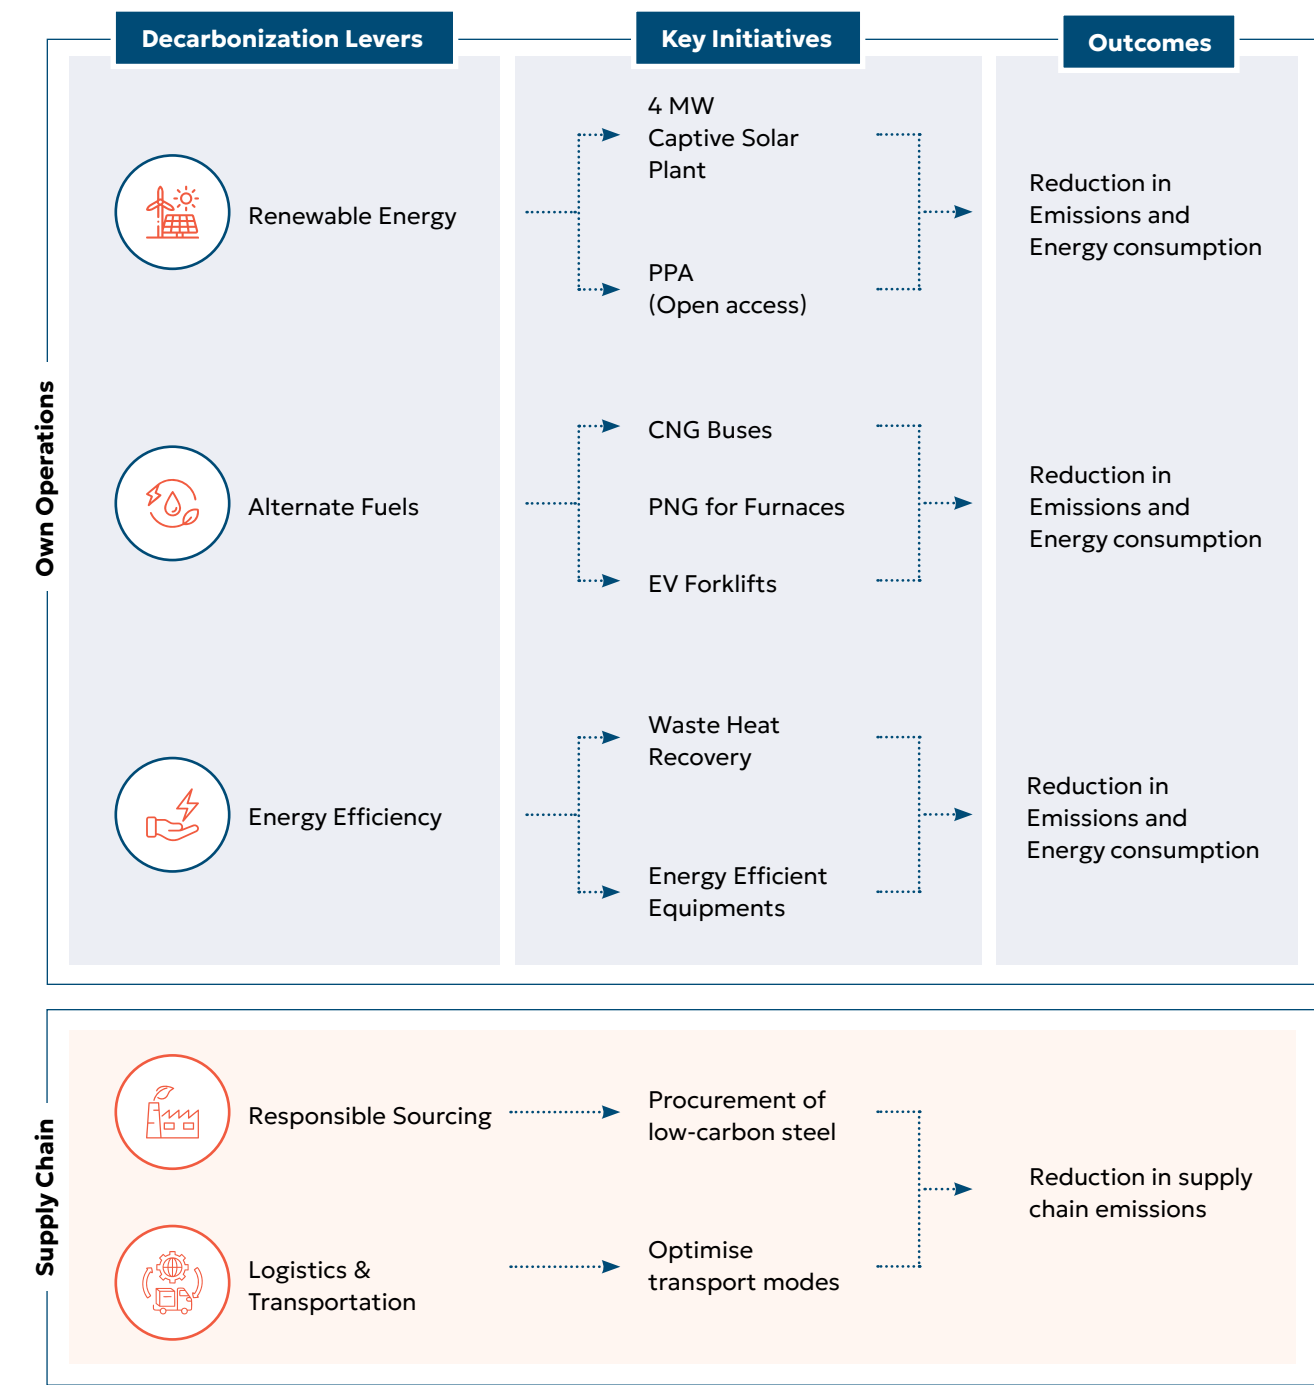 Decarbonization Levers
Key Initiatives
Outcomes
Own Operations
Renewable Energy
4 MW
Captive Solar
Plant
PPA
(Open access)
Reduction in
Emissions and
Energy consumption
Alternate Fuels
CNG Buses
PNG for Furnaces
EV Forklifts
Reduction in
Emissions and
Energy consumption
Energy Efficiency
Waste Heat
Recovery
Energy Efficient
Equipments
Reduction in
Emissions and
Energy consumption
Supply Chain
Responsible Sourcing
Procurement of
low-carbon steel
Logistics &
Transportation
Optimise
transport modes
Reduction in supply
chain emissions